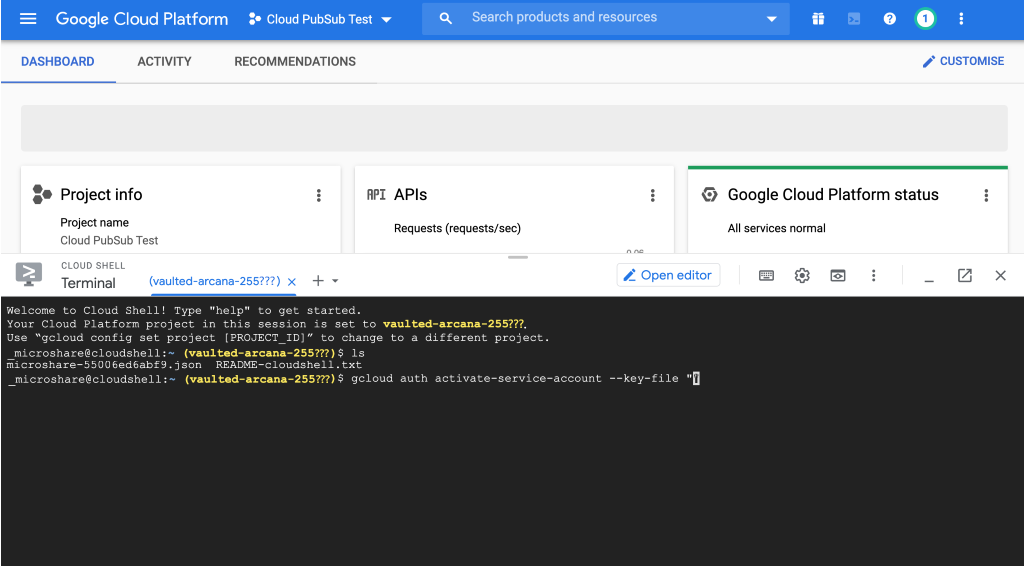 Google Cloud Platform Cloud PubSub Test Search products and resources 1
DASHBOARD ACTIVITY RECOMMENDATIONS CUSTOMISE
Project info API APIs Google Cloud Platform status
Project name
Cloud PubSub Test
Requests (requests/sec)
All services normal
CLOUD SHELL
Terminal (vaulted-arcana-255???) × + Open editor
Welcome to Cloud Shell! Type "help" to get started.
Your Cloud Platform project in this session is set to vaulted-arcana-255???.
Use “gcloud config set project [PROJECT_ID]” to change to a different project.
_microshare@cloudshell:~ (vaulted-arcana-255???)$ ls
microshare-55006ed6abf9.json README-cloudshell.txt
_microshare@cloudshell:~ (vaulted-arcana-255???)$ gcloud auth activate-service-account --key-file "